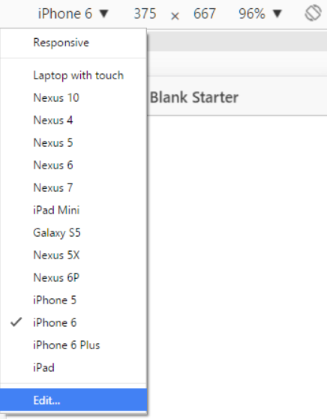 iPhone 6 ▼ 375 x 667 96% ▼
Responsive
Laptop with touch
Nexus 10
Blank Starter
Nexus 4
Nexus 5
Nexus 6
Nexus 7
iPad Mini
Galaxy S5
Nexus 5X
Nexus 6P
iPhone 5
✓ iPhone 6
iPhone 6 Plus
iPad
Edit...